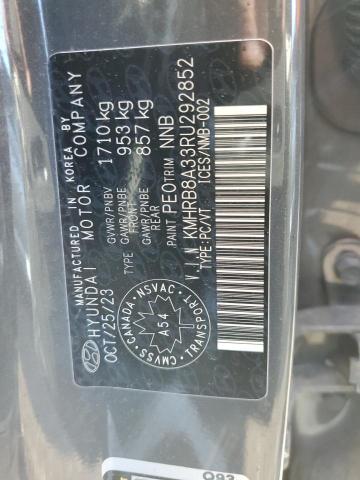 MANUFACTURED IN KOREA BY
HYUNDAI MOTOR COMPANY
OCT/25/23
GVWR/PNBV 1710 kg
GAWR/PNBE FRONT 953 kg
GAWR/PNBE REAR 857 kg
PAINT PE0 TRIM NNB
V.I.N KMHRB8A33RU292852
TYPE:PC/VT ICES/NMB-002
CANADA · NSVAC
A54
CMVSS · TRANSPORT